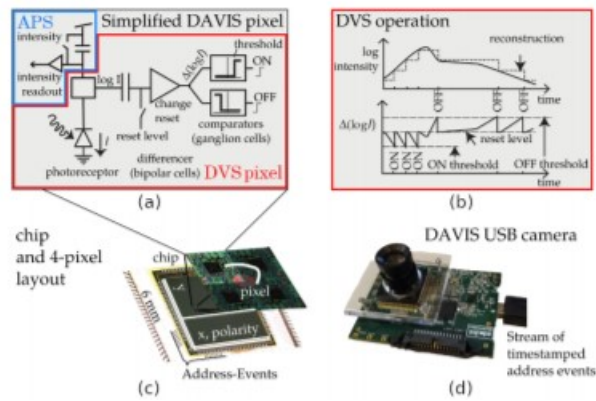 APS
Simplified DAVIS pixel
intensity
threshold
ON
log I
Δ(logI)
intensity
readout
OFF
change
reset
reset level
comparators
(ganglion cells)
I
photoreceptor
differencer
(bipolar cells)
DVS pixel
(a)
DVS operation
log
intensity
reconstruction
OFF
OFF
OFF
time
Δ(logI)
reset level
ON
ON
ON
ON threshold
OFF threshold
time
(b)
chip
and 4-pixel
layout
chip
pixel
6 mm
x, polarity
Address-Events
(c)
DAVIS USB camera
Stream of
timestamped
address events
(d)